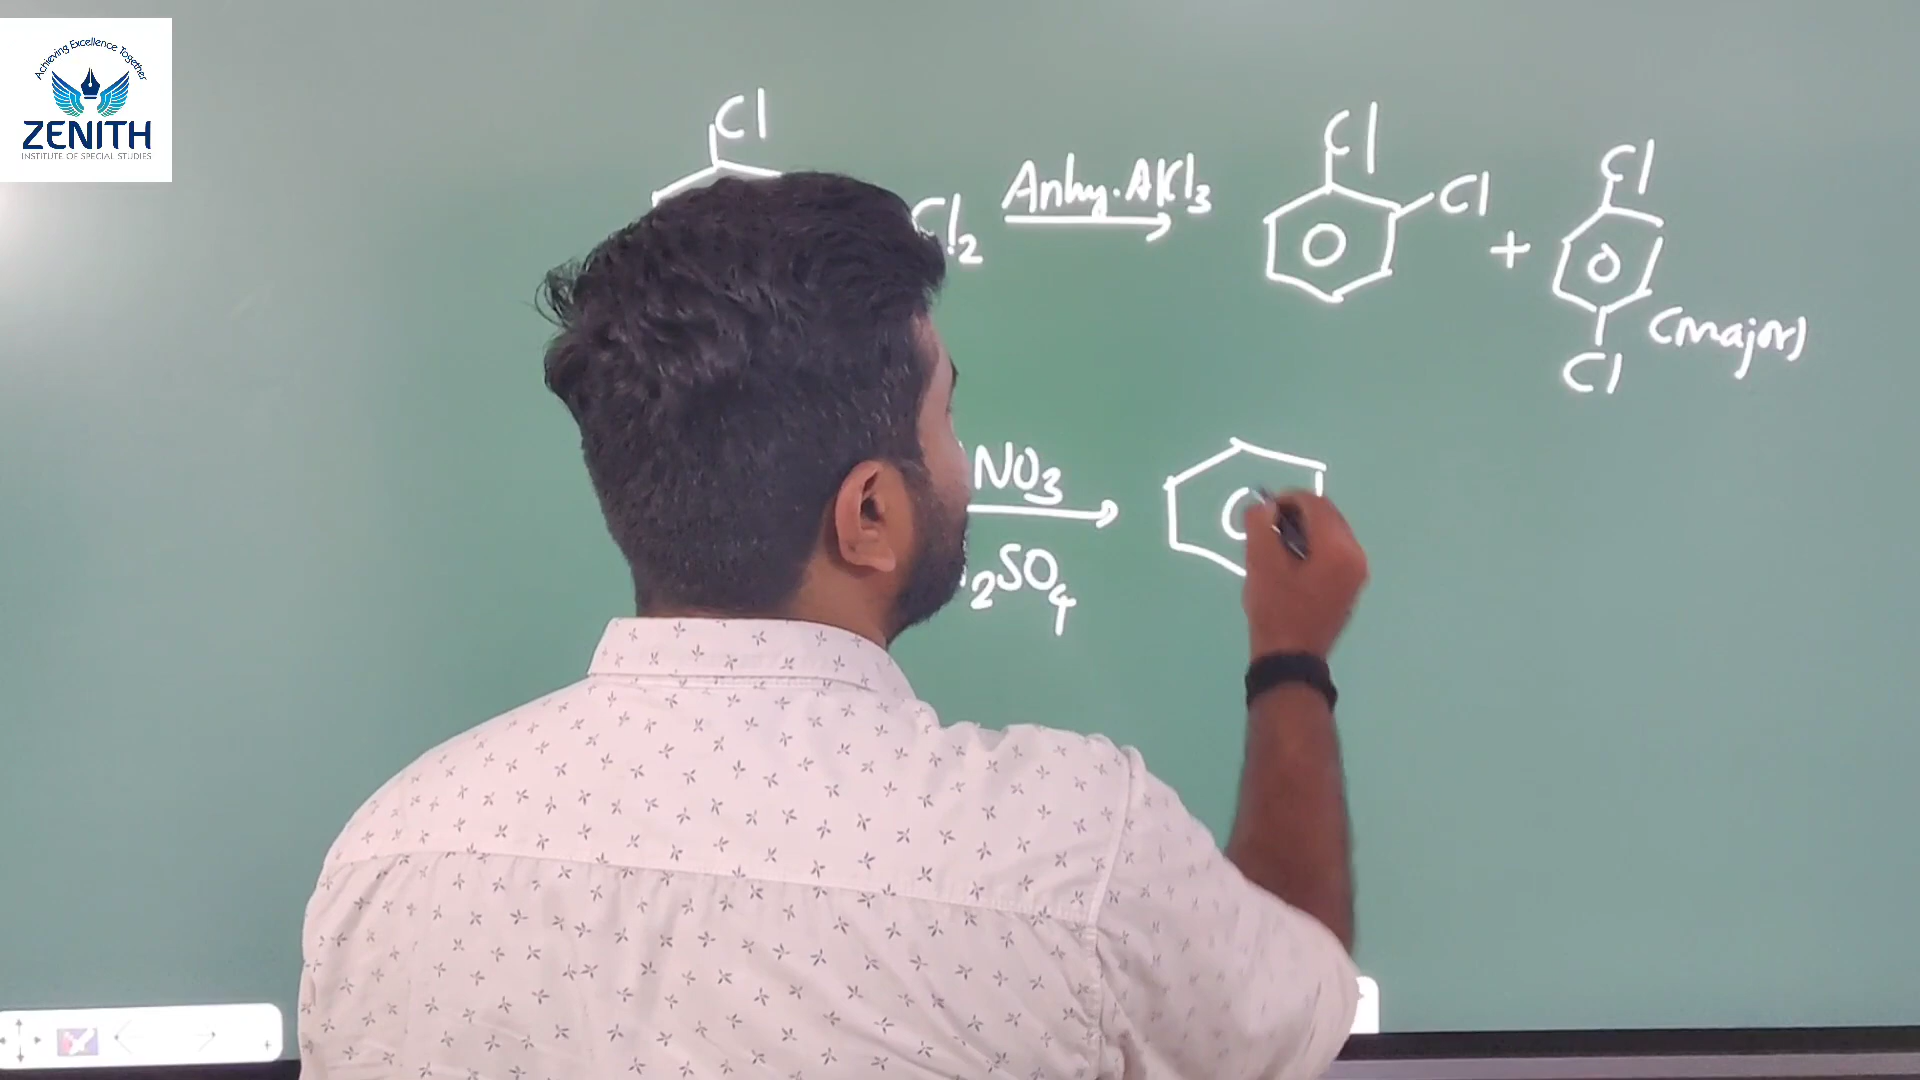 Achieving Excellence Together
ZENITH
INSTITUTE OF SPECIAL STUDIES
Cl
Cl2
Anhy. AlCl3
Cl
Cl
+
Cl
Cl
(major)
NO3
2SO4